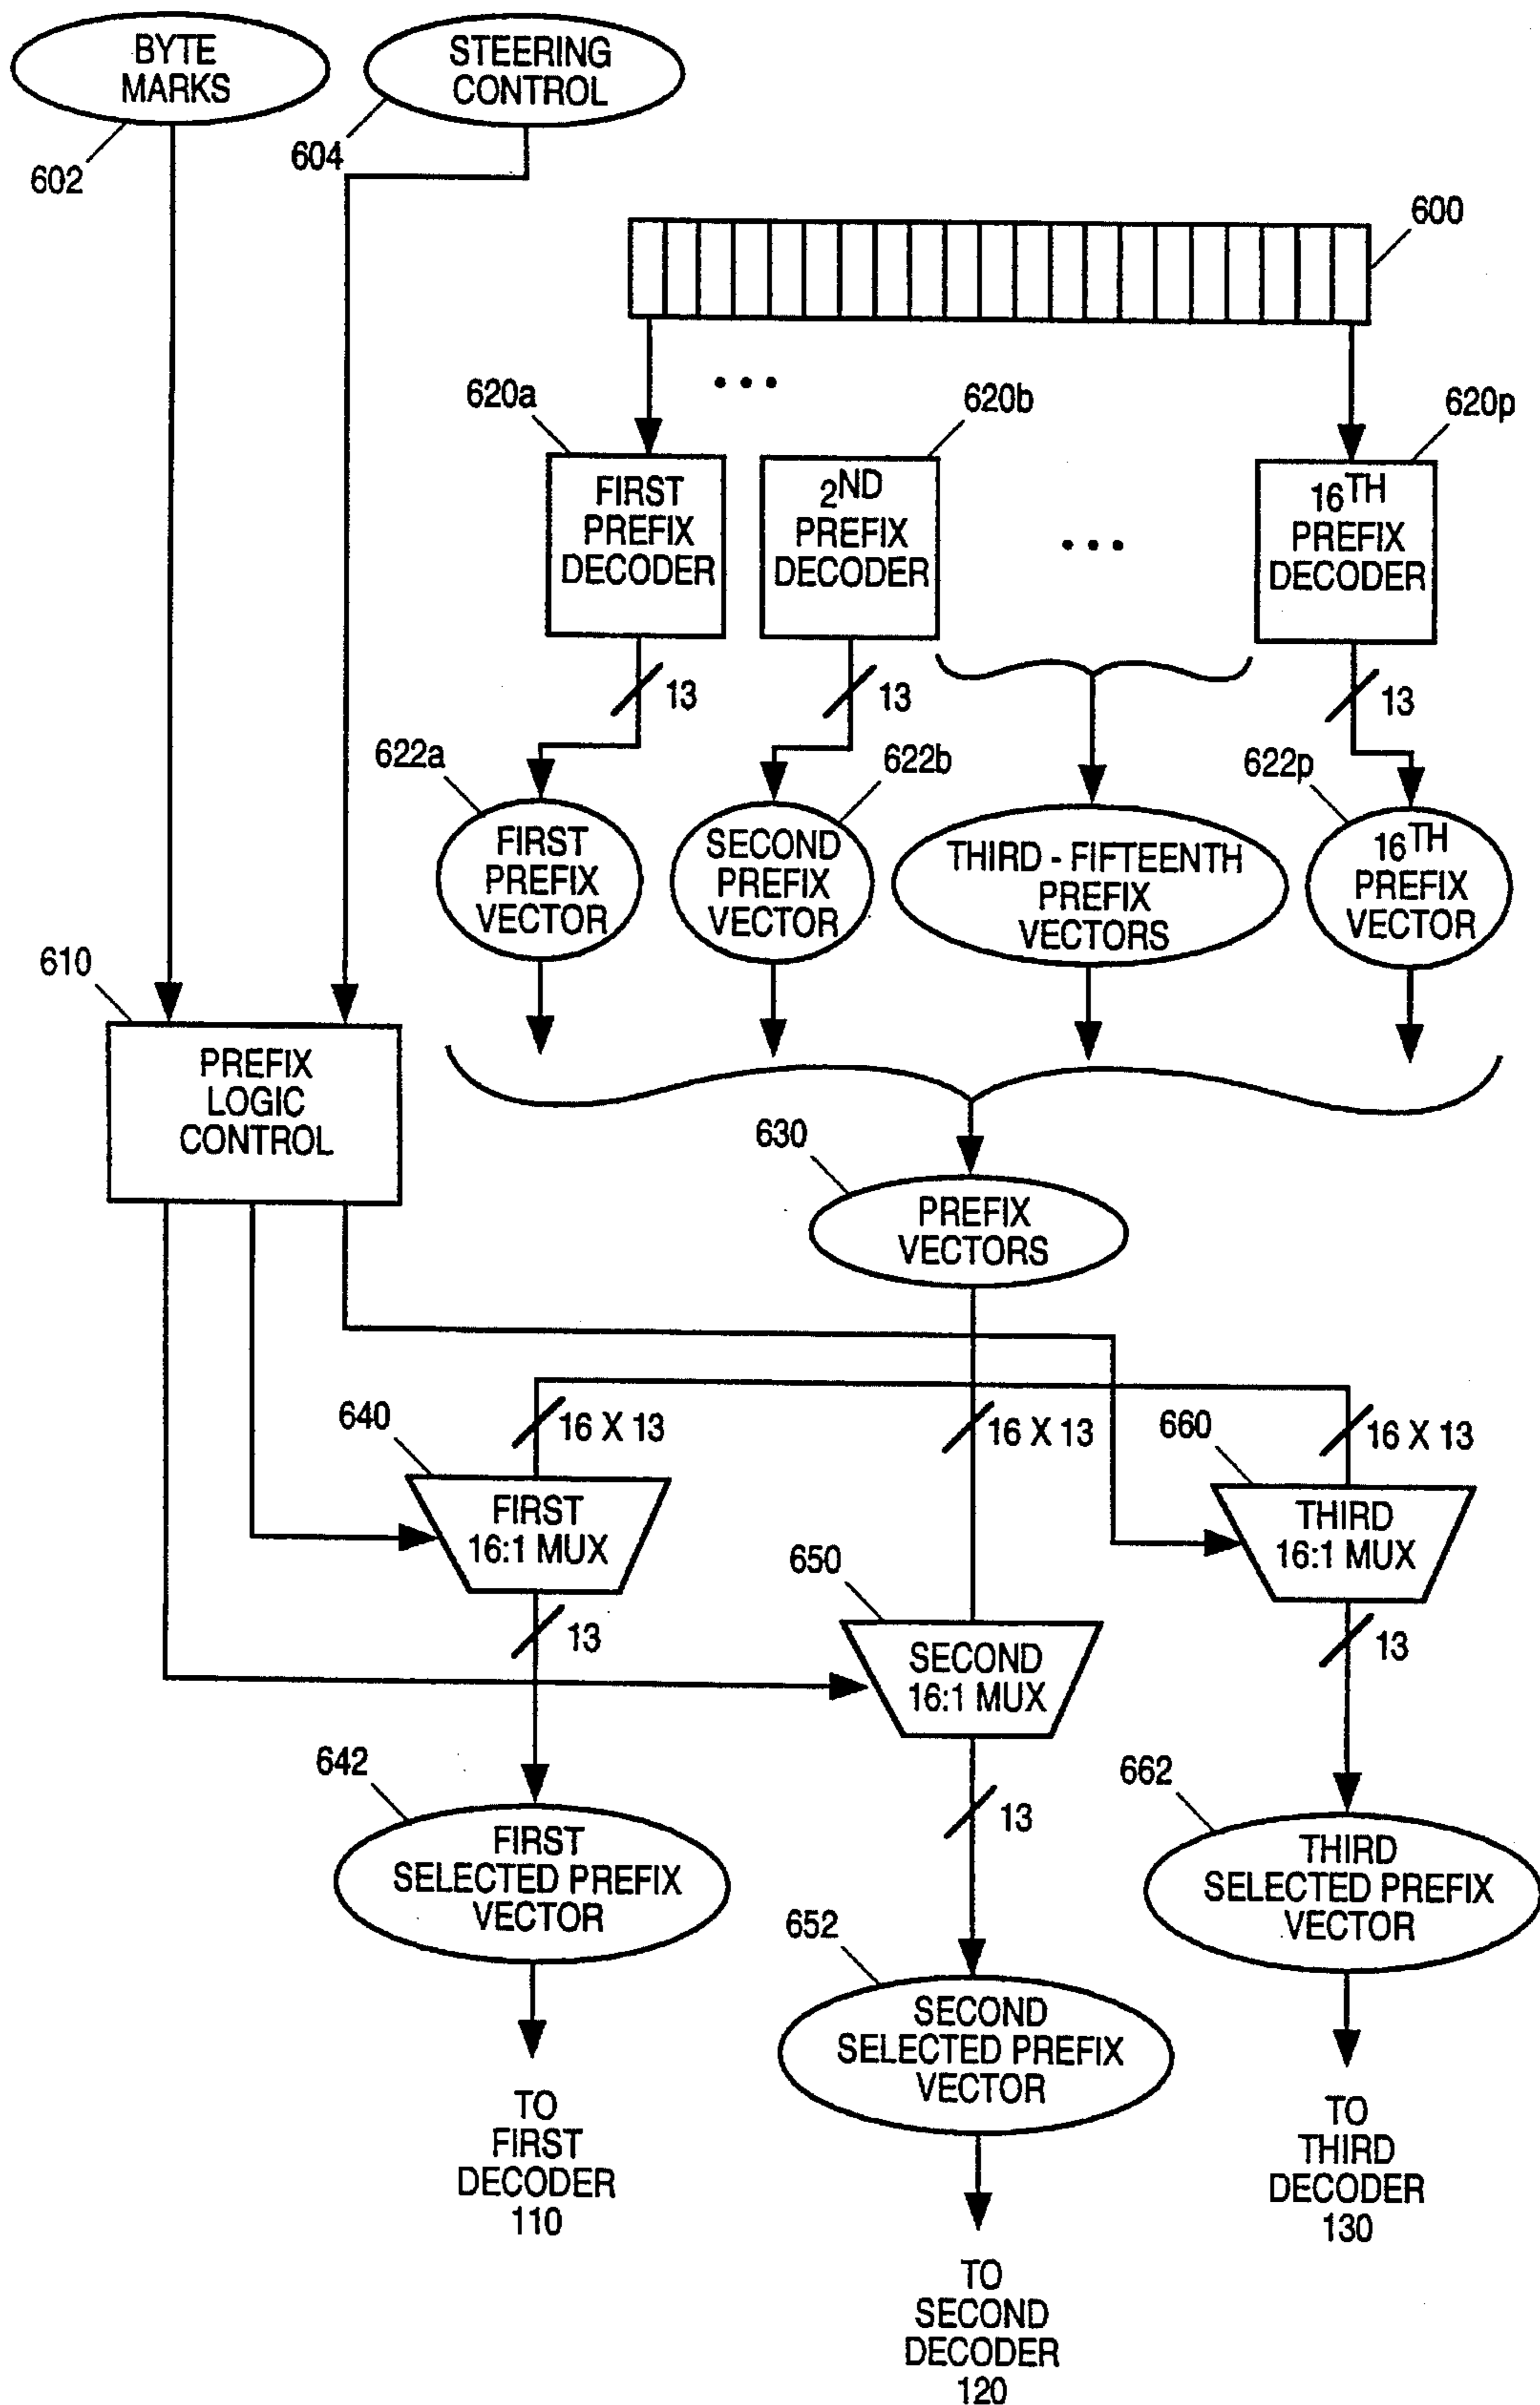 BYTE
MARKS
STEERING
CONTROL
602
604
600
620a
620b
620p
FIRST
PREFIX
DECODER
2ND
PREFIX
DECODER
...
16TH
PREFIX
DECODER
13
13
13
622a
622b
622p
FIRST
PREFIX
VECTOR
SECOND
PREFIX
VECTOR
THIRD - FIFTEENTH
PREFIX
VECTORS
16TH
PREFIX
VECTOR
610
PREFIX
LOGIC
CONTROL
630
PREFIX
VECTORS
640
16 X 13
16 X 13
660
16 X 13
FIRST
16:1 MUX
THIRD
16:1 MUX
650
13
SECOND
16:1 MUX
13
642
13
662
FIRST
SELECTED PREFIX
VECTOR
THIRD
SELECTED PREFIX
VECTOR
652
SECOND
SELECTED PREFIX
VECTOR
TO
FIRST
DECODER
110
TO
THIRD
DECODER
130
TO
SECOND
DECODER
120